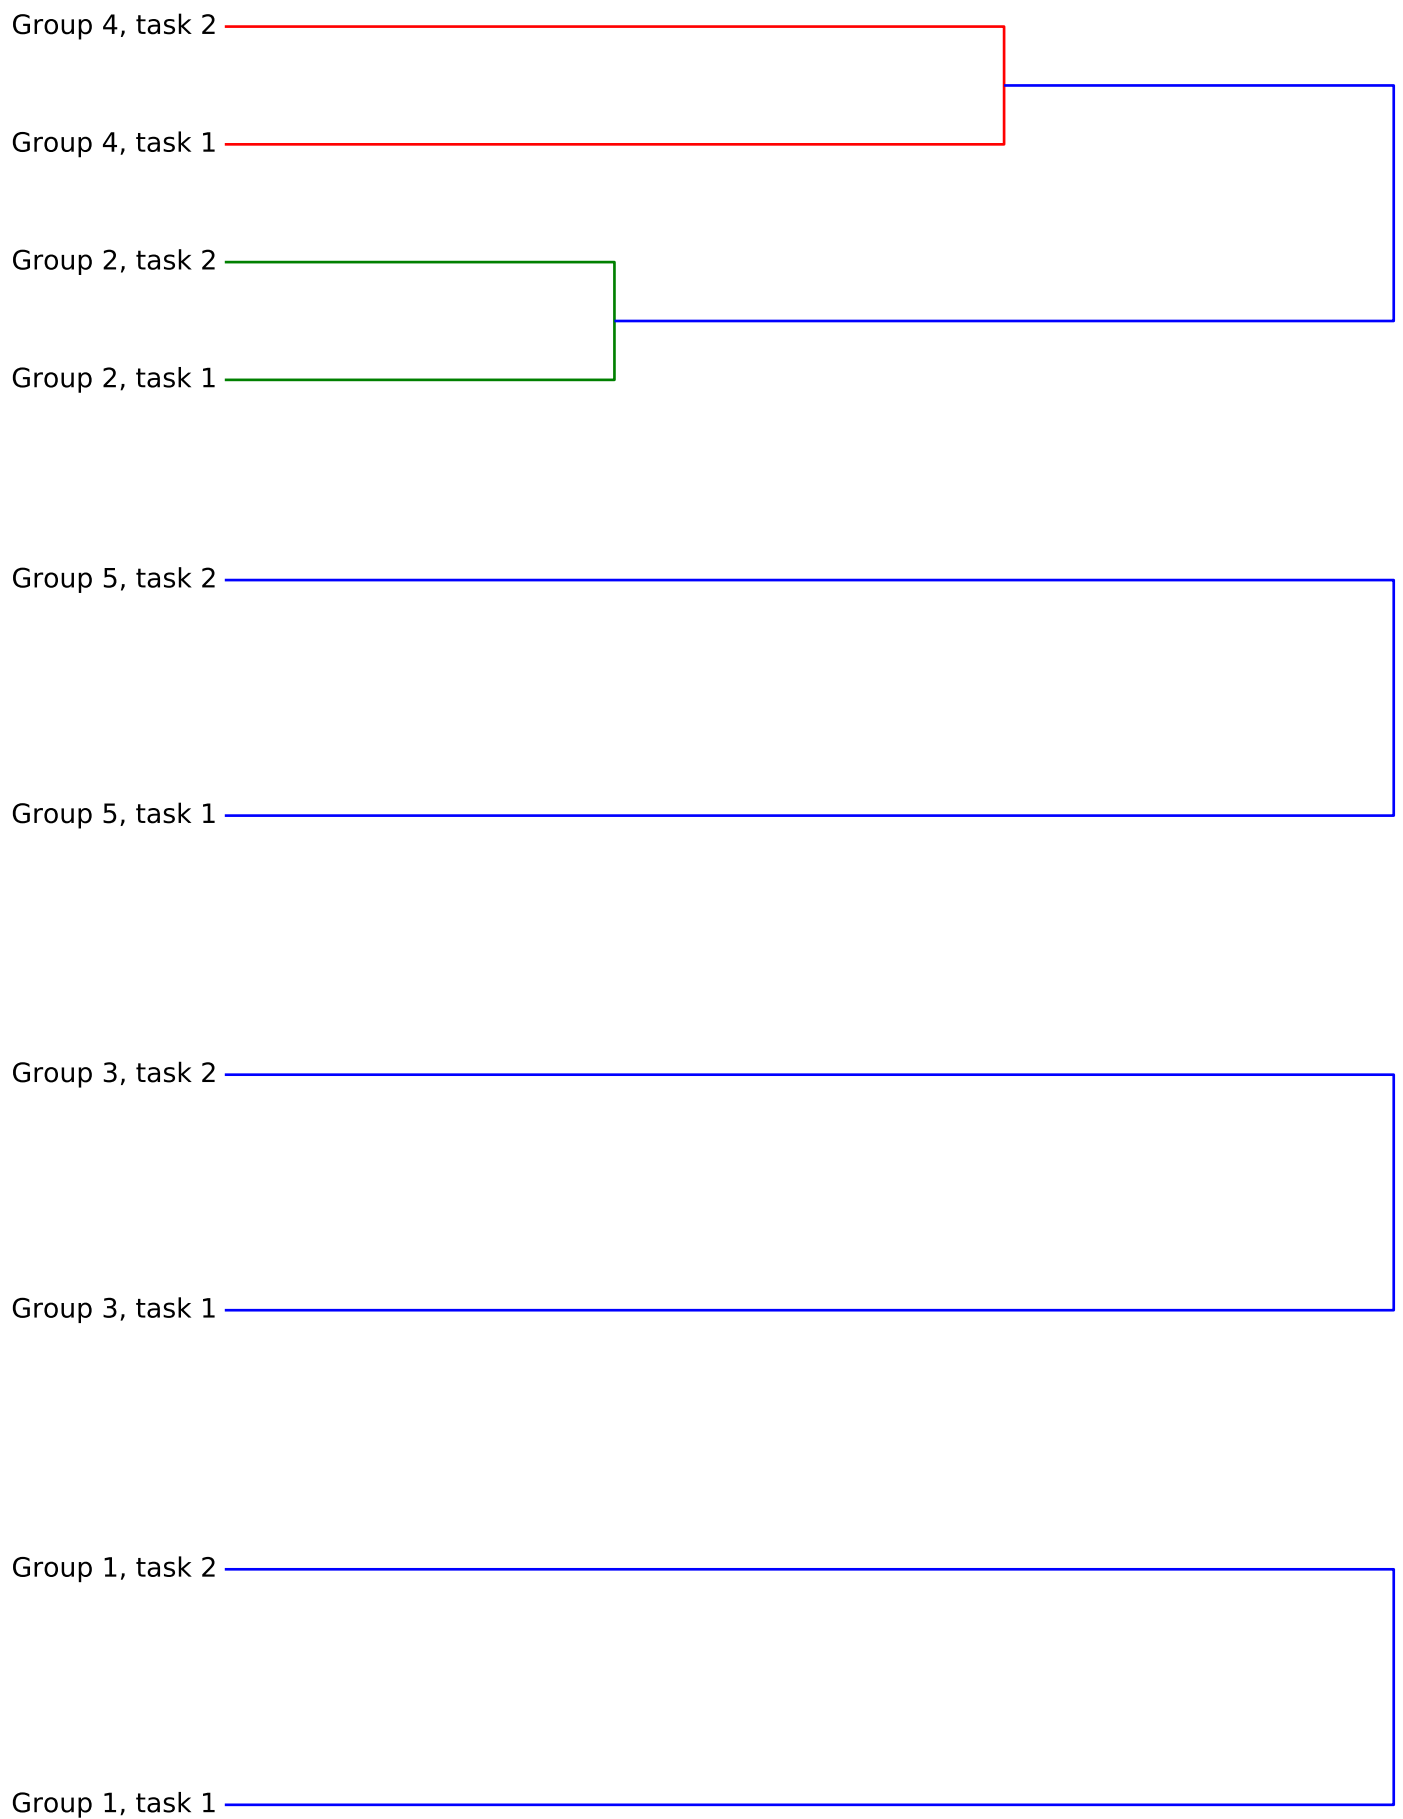 Group 4, task 2
Group 4, task 1
Group 2, task 2
Group 2, task 1
Group 5, task 2
Group 5, task 1
Group 3, task 2
Group 3, task 1
Group 1, task 2
Group 1, task 1